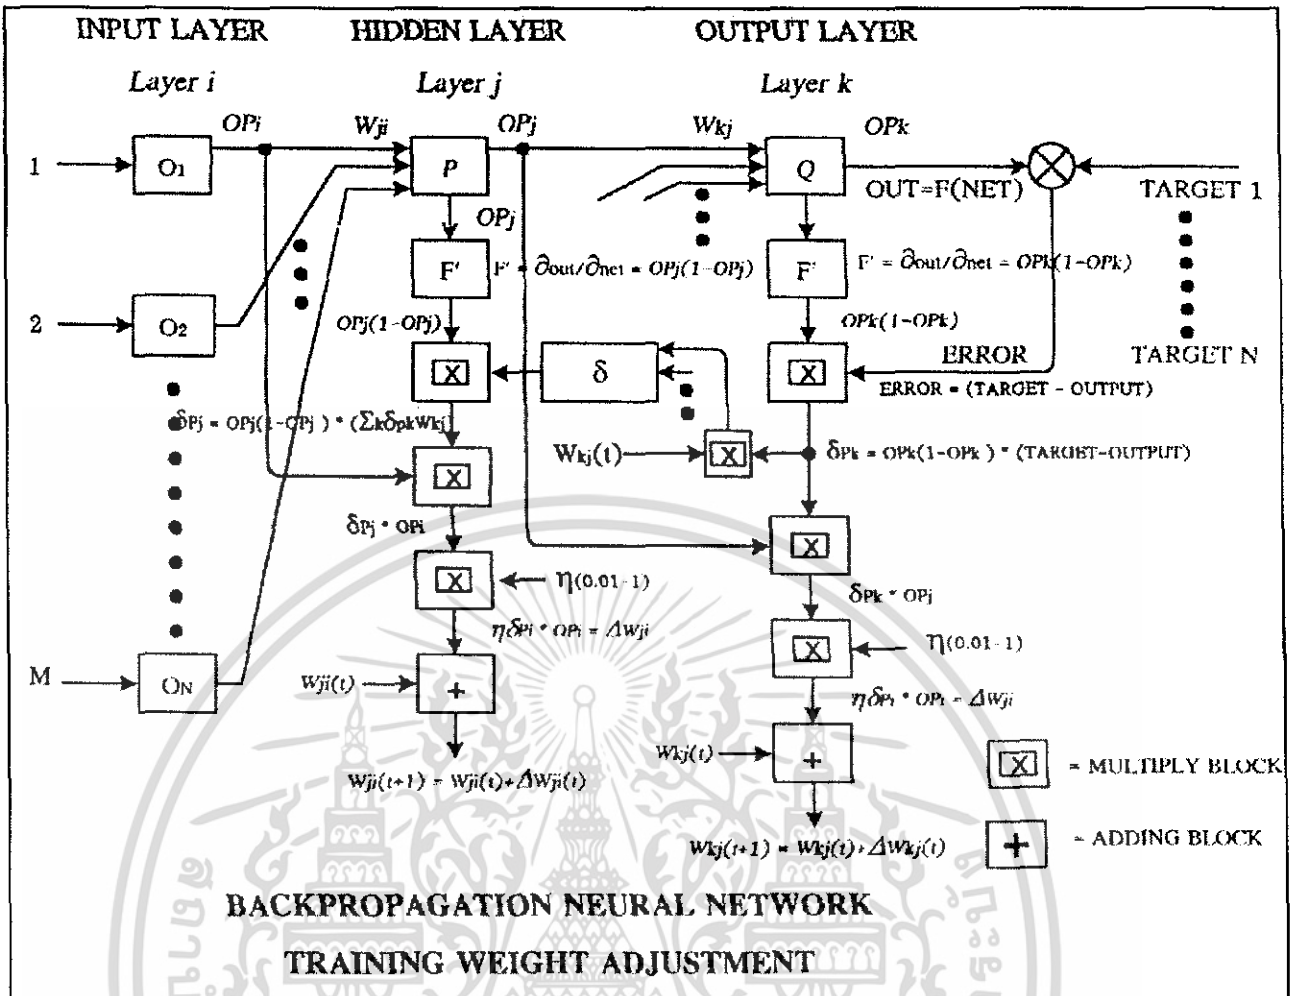 INPUT LAYER HIDDEN LAYER OUTPUT LAYER
Layer i Layer j Layer k
OPi Wji OPj Wkj OPk
1 O1 P Q
OUT=F(NET) TARGET 1
OPj
F' F' = ∂out/∂net = OPj(1-OPj) F' F' = ∂out/∂net = OPk(1-OPk)
2 O2 OPj(1-OPj) OPk(1-OPk)
ERROR TARGET N
X δ X
ERROR = (TARGET - OUTPUT)
δPj = OPj(1-OPj) * (ΣkδpkWkj)
Wkj(t) X δPk = OPk(1-OPk) * (TARGET-OUTPUT)
X
δPj * OPi
X
X η(0.01-1)
δPk * OPj
ηδPi * OPi = ΔWji
X η(0.01-1)
M ON Wji(t) +
ηδPi * OPi = ΔWji
Wkj(t) +
X = MULTIPLY BLOCK
Wji(t+1) = Wji(t)+ΔWji(t)
Wkj(t+1) = Wkj(t)+ΔWkj(t)
+ = ADDING BLOCK
BACKPROPAGATION NEURAL NETWORK
TRAINING WEIGHT ADJUSTMENT